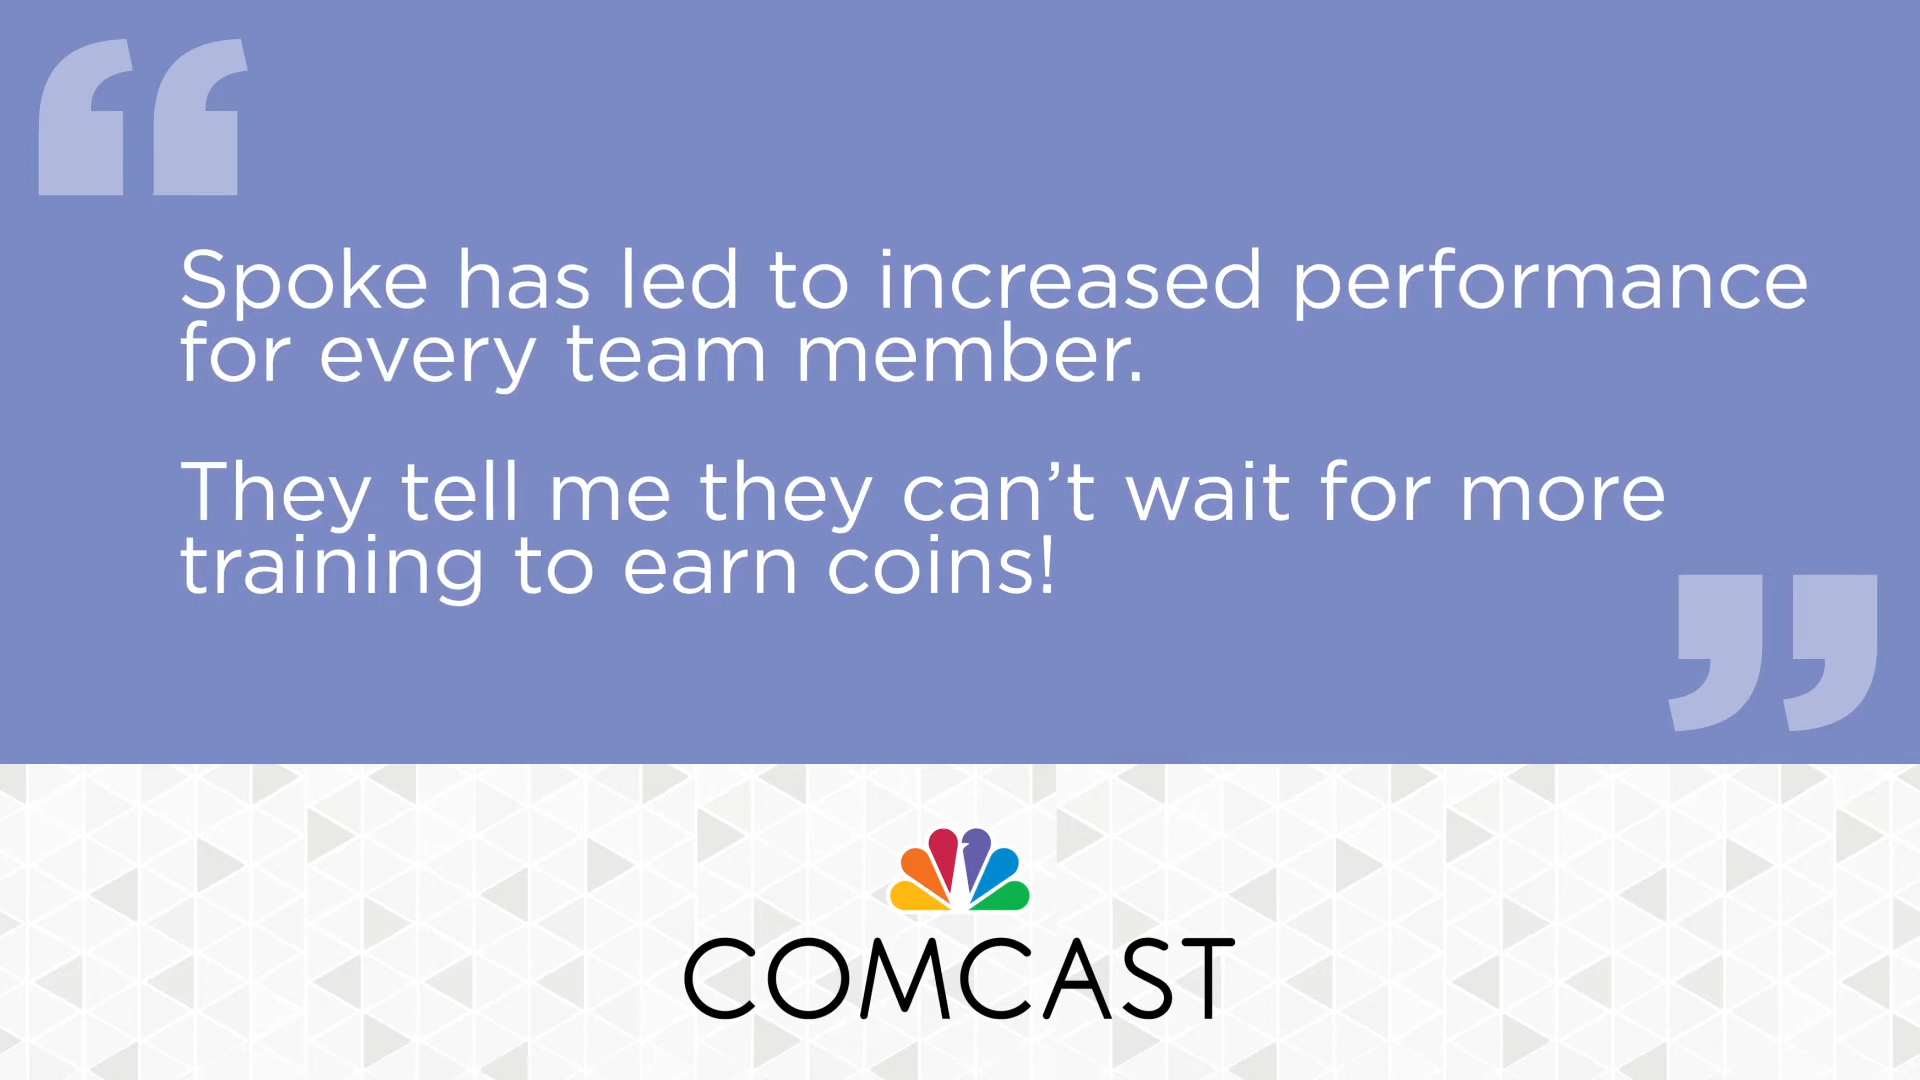 “
Spoke has led to increased performance
for every team member.
They tell me they can’t wait for more
training to earn coins!
”
COMCAST